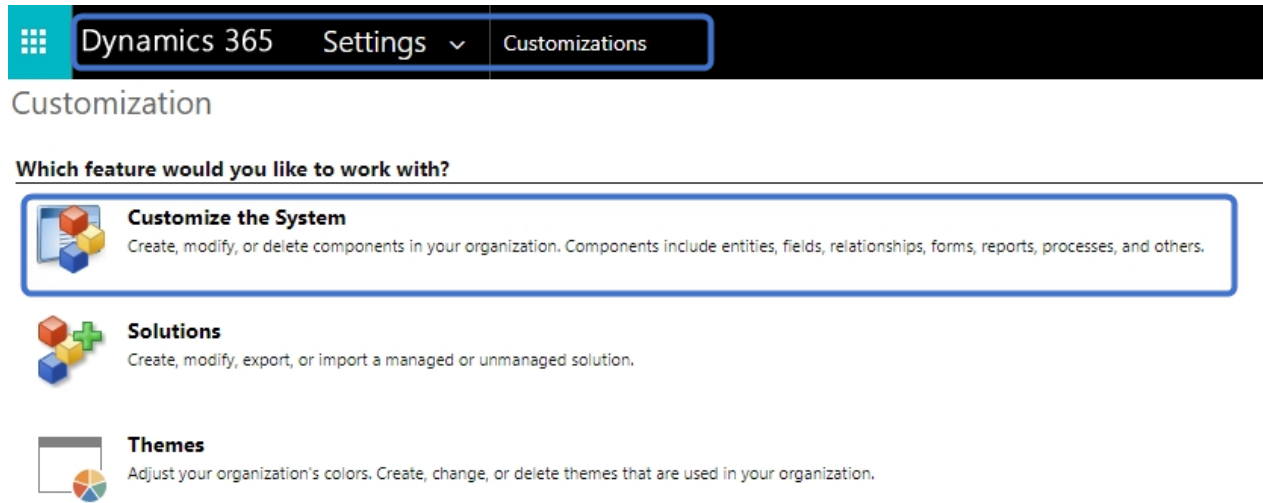 Dynamics 365 Settings Customizations
Customization
Which feature would you like to work with?
Customize the System
Create, modify, or delete components in your organization. Components include entities, fields, relationships, forms, reports, processes, and others.
Solutions
Create, modify, export, or import a managed or unmanaged solution.
Themes
Adjust your organization's colors. Create, change, or delete themes that are used in your organization.